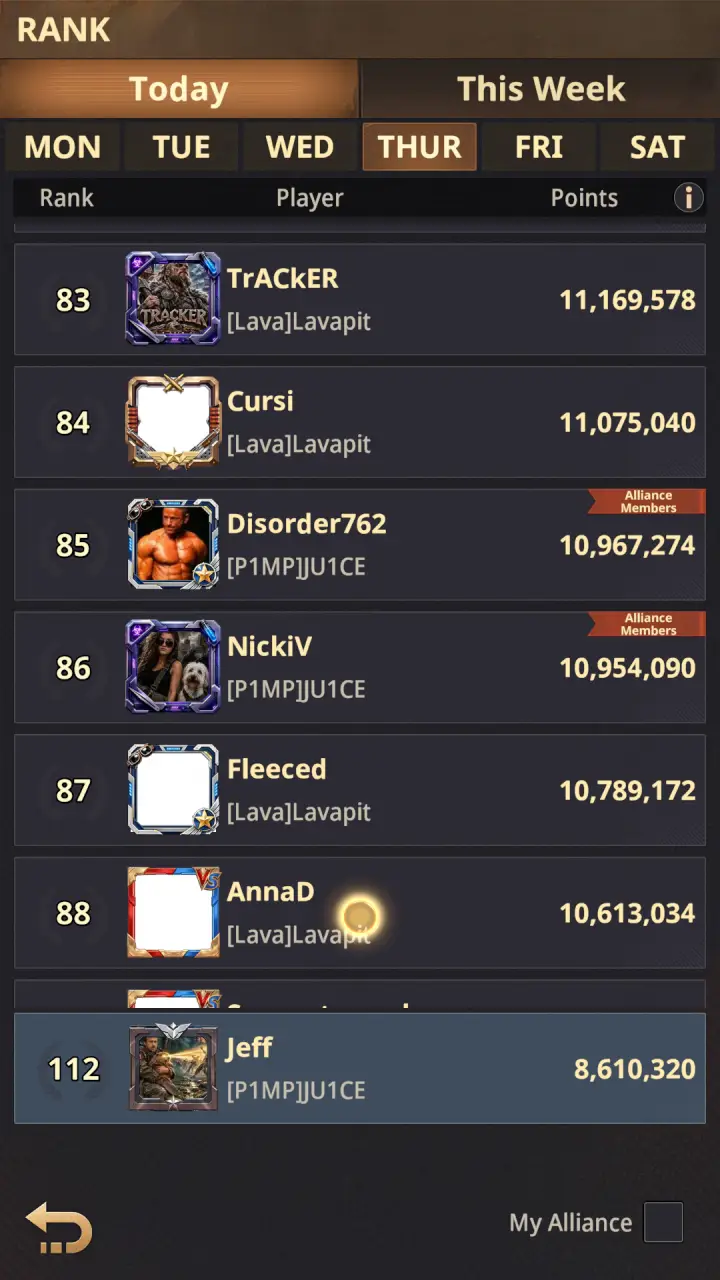 RANK
Today
This Week
MON TUE WED THUR FRI SAT
Rank Player Points
83
TrACkER
[Lava]Lavapit
11,169,578
TRACKER
84
Cursi
[Lava]Lavapit
11,075,040
Alliance
Members
85
Disorder762
[P1MP]JU1CE
10,967,274
Alliance
Members
86
NickiV
[P1MP]JU1CE
10,954,090
87
Fleeced
[Lava]Lavapit
10,789,172
VS
88
AnnaD
[Lava]Lavapit
10,613,034
VS
112
Jeff
[P1MP]JU1CE
8,610,320
My Alliance